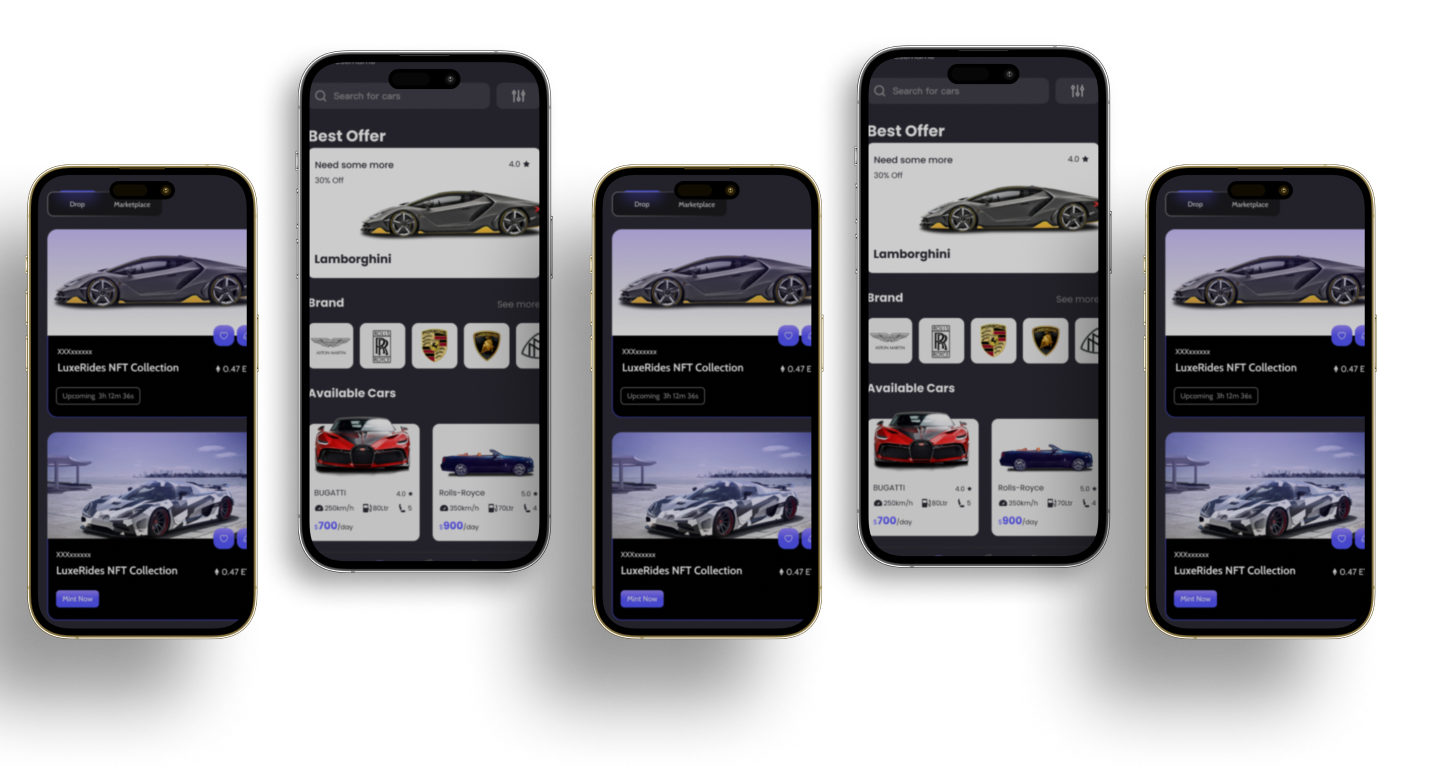 Drop Marketplace
XXXxxxxxx
LuxeRides NFT Collection
0.47 E
Upcoming 3h 12m 36s
XXXxxxxxx
LuxeRides NFT Collection
0.47 E
Mint Now
Search for cars
Best Offer
Need some more 4.0
30% Off
Lamborghini
Brand See more
ASTON MARTIN
ROLLS
RR
ROYCE
Available Cars
BUGATTI 4.0
250km/h 80Ltr 5
$700/day
Rolls-Royce 5.0
350km/h 70Ltr 4
$900/day
Drop Marketplace
XXXxxxxxx
LuxeRides NFT Collection
0.47 E
Upcoming 3h 12m 36s
XXXxxxxxx
LuxeRides NFT Collection
0.47 E
Mint Now
Search for cars
Best Offer
Need some more 4.0
30% Off
Lamborghini
Brand See more
ASTON MARTIN
ROLLS
RR
ROYCE
Available Cars
BUGATTI 4.0
250km/h 80Ltr 5
$700/day
Rolls-Royce 5.0
350km/h 70Ltr 4
$900/day
Drop Marketplace
XXXxxxxxx
LuxeRides NFT Collection
0.47 E
Upcoming 3h 12m 36s
XXXxxxxxx
LuxeRides NFT Collection
0.47 E
Mint Now